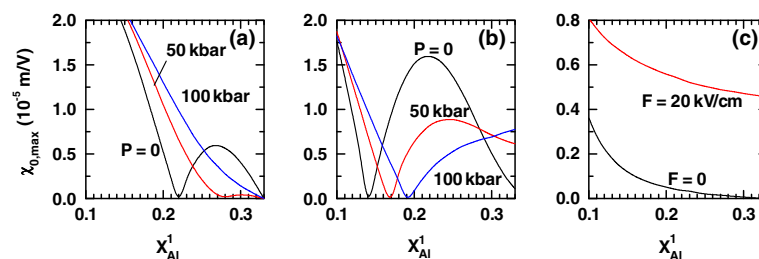 χ0,max (10^-5 m/V)
2.0
1.5
1.0
0.5
0.0
(a)
50 kbar
100 kbar
P = 0
0.1
0.2
0.3
X^1_Al
2.0
1.5
1.0
0.5
0.0
(b)
P = 0
50 kbar
100 kbar
0.1
0.2
0.3
X^1_Al
0.8
0.6
0.4
0.2
0.0
(c)
F = 20 kV/cm
F = 0
0.1
0.2
0.3
X^1_Al